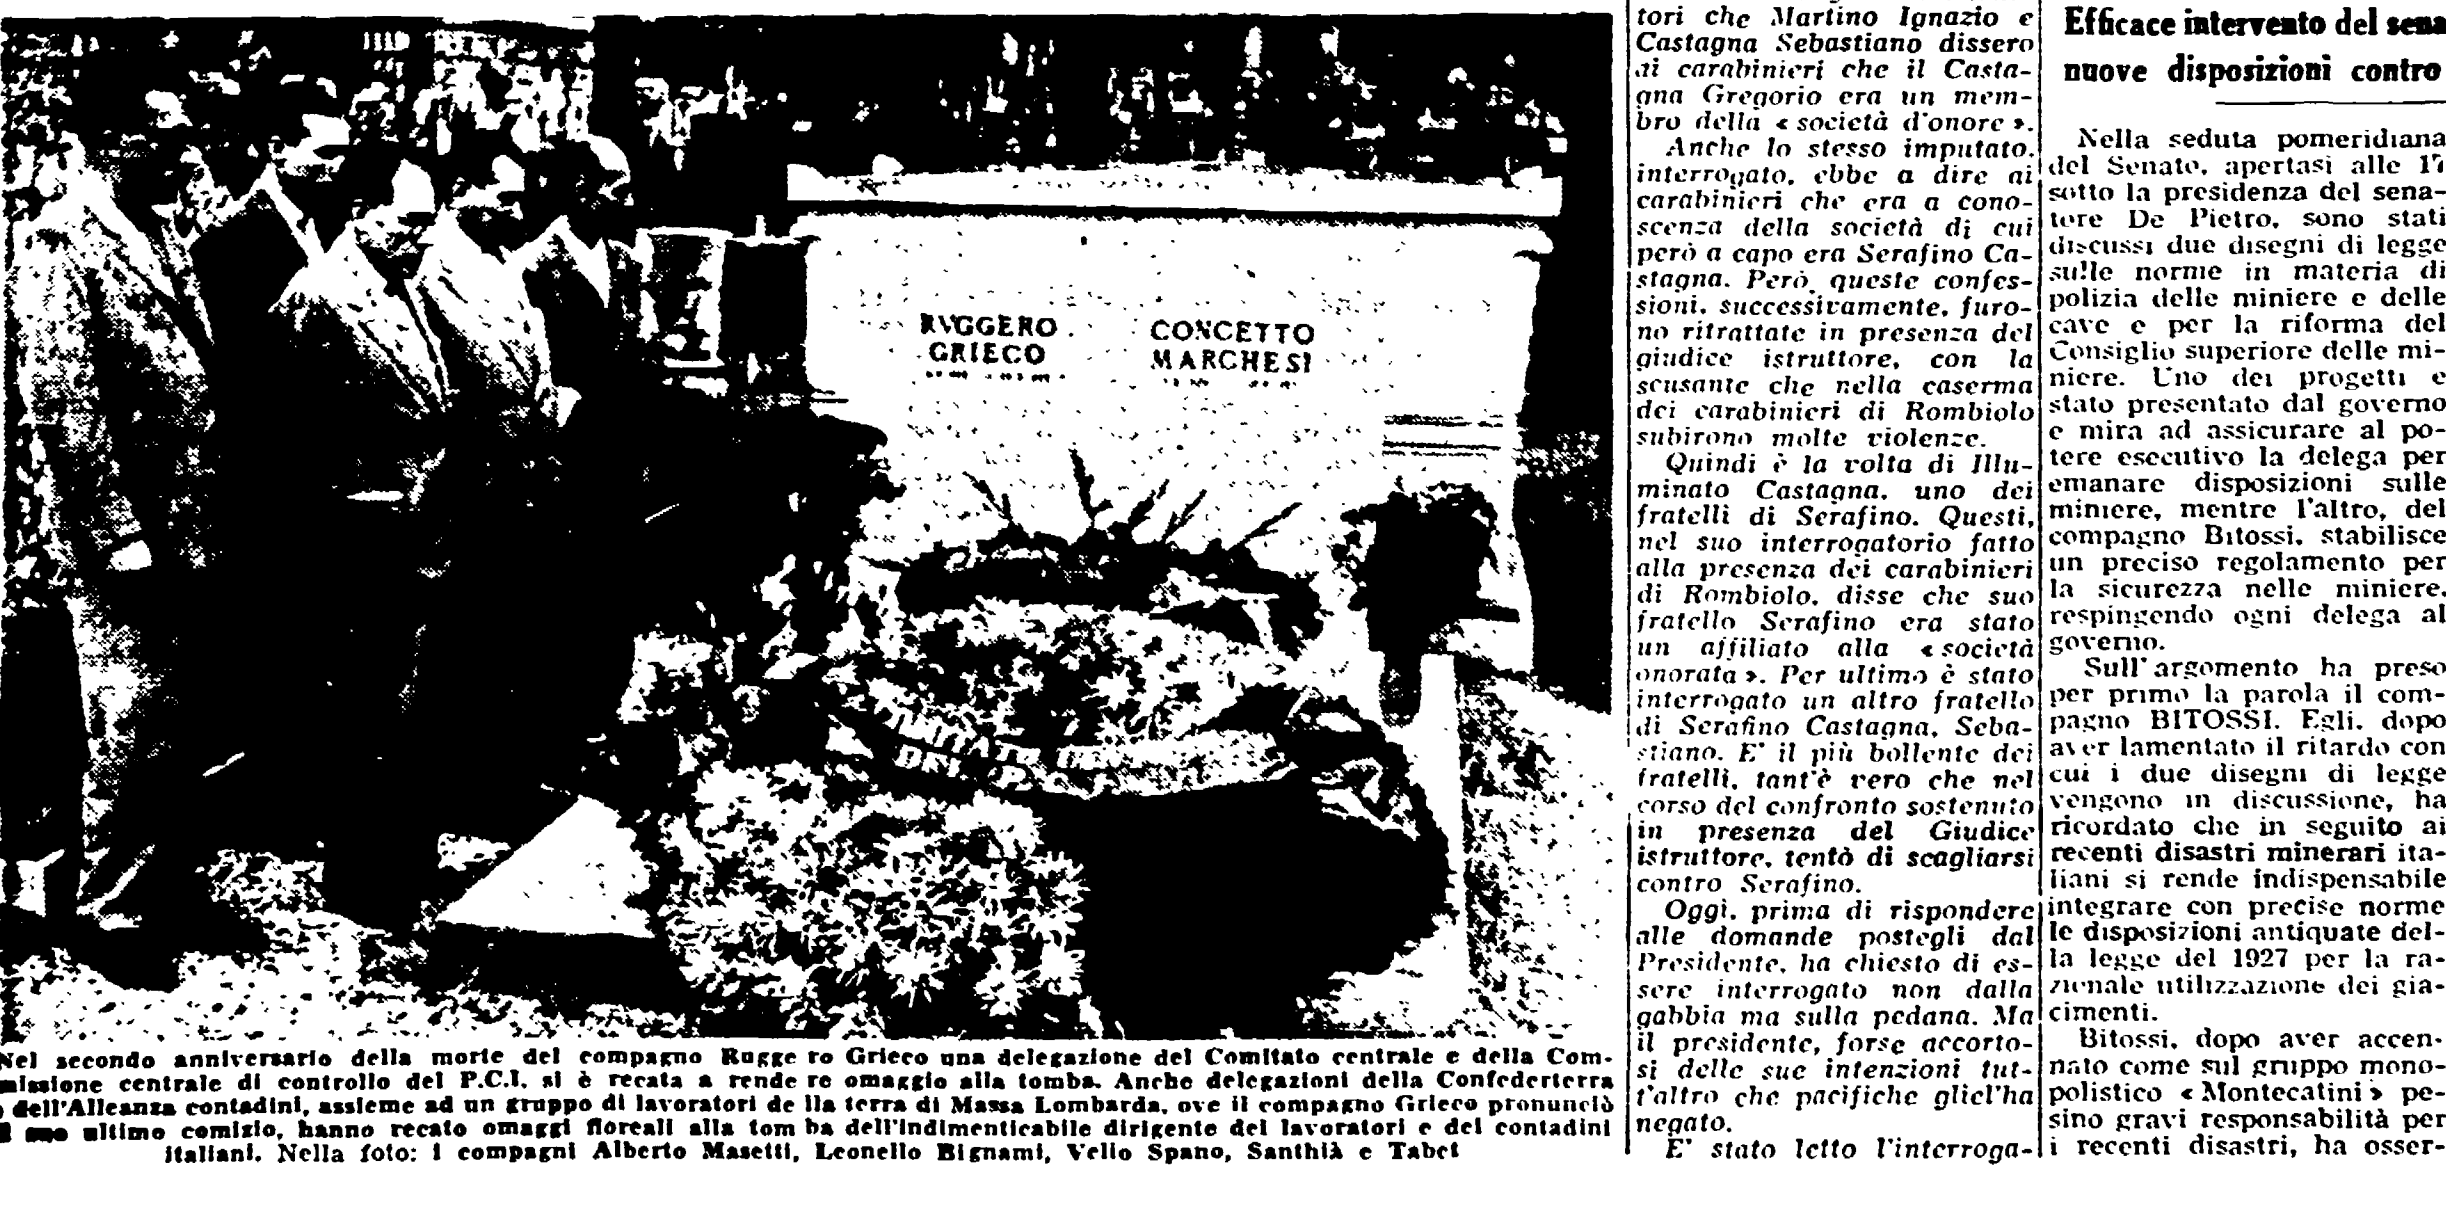 RUGGERO
GRIECO
CONCETTO
MARCHESI
Nel secondo anniversario della morte del compagno Rugge ro Grieco una delegazione del Comitato centrale e della Com-
missione centrale di controllo del P.C.I. si è recata a rende re omaggio alla tomba. Anche delegazioni della Confederterra
dell'Alleanza contadini, assieme ad un gruppo di lavoratori de lla terra di Massa Lombarda, ove il compagno Grieco pronunciò
ultimo comizio, hanno recato omaggi floreali alla tom ba dell'indimenticabile dirigente dei lavoratori e dei contadini
italiani. Nella foto: i compagni Alberto Masetti, Leonello Bignami, Velio Spano, Santhià e Tabet
tori che Martino Ignazio e
Castagna Sebastiano dissero
ai carabinieri che il Casta-
gna Gregorio era un mem-
bro della « società d'onore ».
Anche lo stesso imputato,
interrogato, ebbe a dire ai
carabinieri che era a cono-
scenza della società di cui
però a capo era Serafino Ca-
stagna. Però, queste confes-
sioni, successivamente, furo-
no ritrattate in presenza del
giudice istruttore, con la
scusante che nella caserma
dei carabinieri di Rombiolo
subirono molte violenze.
Quindi è la volta di Illu-
minato Castagna, uno dei
fratelli di Serafino. Questi,
nel suo interrogatorio fatto
alla presenza dei carabinieri
di Rombiolo, disse che suo
fratello Serafino era stato
un affiliato alla « società
onorata ». Per ultimo è stato
interrogato un altro fratello
di Serafino Castagna, Seba-
stiano. E' il più bollente dei
fratelli, tant'è vero che nel
corso del confronto sostenuto
in presenza del Giudice
istruttore, tentò di scagliarsi
contro Serafino.
Oggi, prima di rispondere
alle domande postegli dal
Presidente, ha chiesto di es-
sere interrogato non dalla
gabbia ma sulla pedana. Ma
il presidente, forse accorto-
si delle sue intenzioni tut-
t'altro che pacifiche gliel'ha
negato.
E' stato letto l'interroga-
Efficace intervento del sena
nuove disposizioni contro
Nella seduta pomeridiana
del Senato, apertasi alle 17
sotto la presidenza del sena-
tore De Pietro, sono stati
discussi due disegni di legge
sulle norme in materia di
polizia delle miniere e delle
cave e per la riforma del
Consiglio superiore delle mi-
niere. Uno dei progetti e
stato presentato dal governo
e mira ad assicurare al po-
tere esecutivo la delega per
emanare disposizioni sulle
miniere, mentre l'altro, del
compagno Bitossi, stabilisce
un preciso regolamento per
la sicurezza nelle miniere,
respingendo ogni delega al
governo.
Sull'argomento ha preso
per primo la parola il com-
pagno BITOSSI. Egli, dopo
aver lamentato il ritardo con
cui i due disegni di legge
vengono in discussione, ha
ricordato che in seguito ai
recenti disastri minerari ita-
liani si rende indispensabile
integrare con precise norme
le disposizioni antiquate del-
la legge del 1927 per la ra-
zionale utilizzazione dei gia-
cimenti.
Bitossi, dopo aver accen-
nato come sul gruppo mono-
polistico « Montecatini » pe-
sino gravi responsabilità per
i recenti disastri, ha osser-